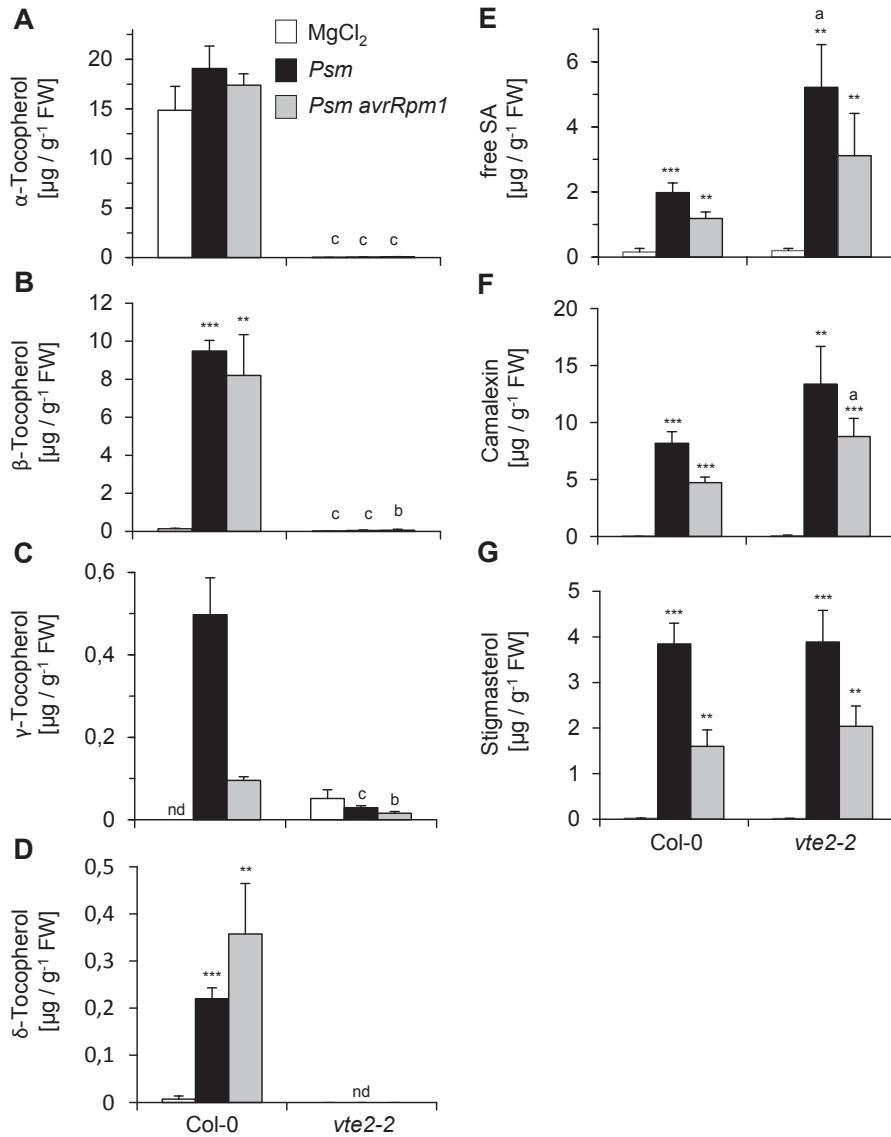 A
α-Tocopherol
[µg / g⁻¹ FW]
20
15
10
5
0
MgCl₂
Psm
Psm avrRpm1
c c c
B
β-Tocopherol
[µg / g⁻¹ FW]
12
10
8
6
4
2
0
*** **
c c b
C
γ-Tocopherol
[µg / g⁻¹ FW]
0,6
0,4
0,2
0
nd
c b
D
δ-Tocopherol
[µg / g⁻¹ FW]
0,5
0,4
0,3
0,2
0,1
0
*** **
nd
Col-0 vte2-2
E
free SA
[µg / g⁻¹ FW]
6
4
2
0
*** **
a
** **
F
Camalexin
[µg / g⁻¹ FW]
20
15
10
5
0
*** ***
**
a
***
G
Stigmasterol
[µg / g⁻¹ FW]
5
4
3
2
1
0
*** **
*** **
Col-0 vte2-2